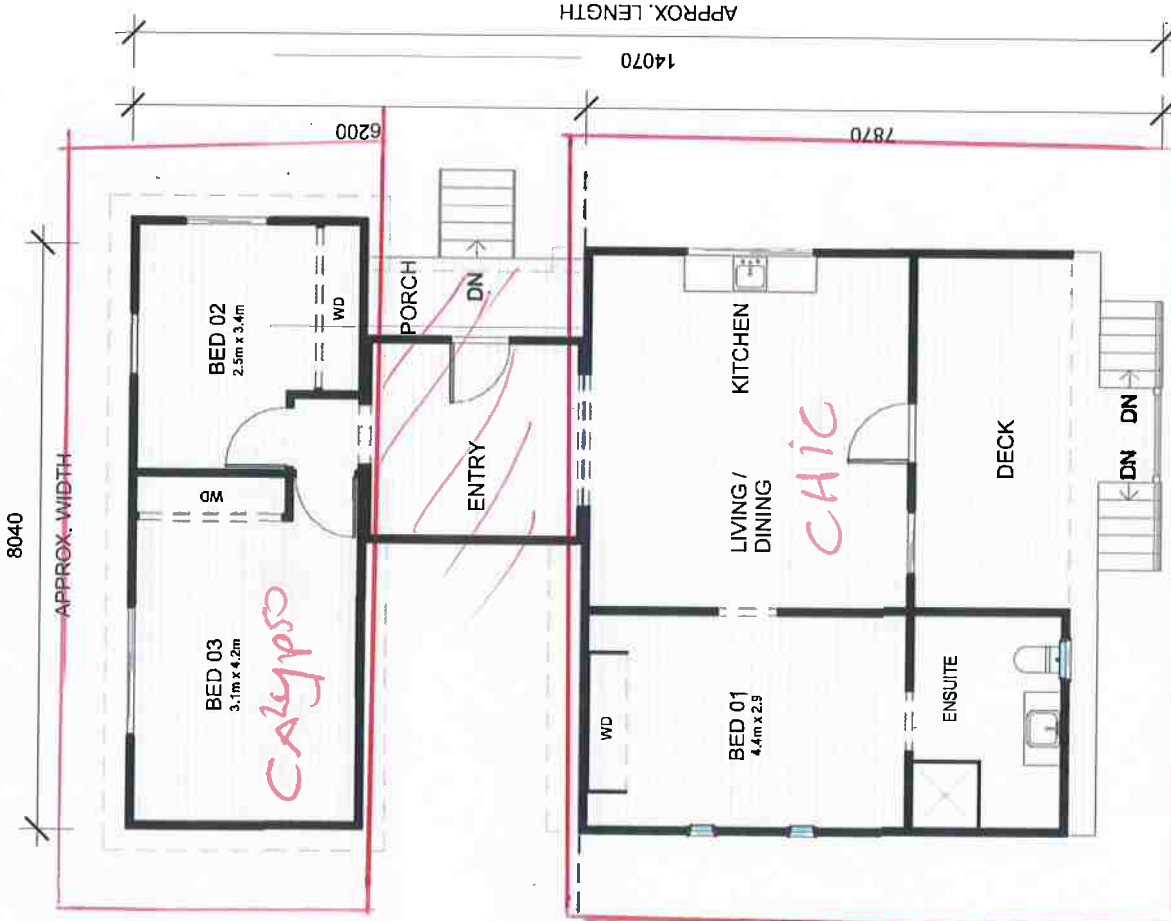 APPROX. LENGTH
14070
6200
7870
8040
APPROX. WIDTH
BED 02
2.5m x 3.4m
WD
PORCH
DN
WD
BED 03
3.1m x 4.2m
CALYPSO
ENTRY
KITCHEN
LIVING /
DINING
CHiC
DECK
DN
DN
WD
BED 01
4.4m x 2.9
ENSUITE